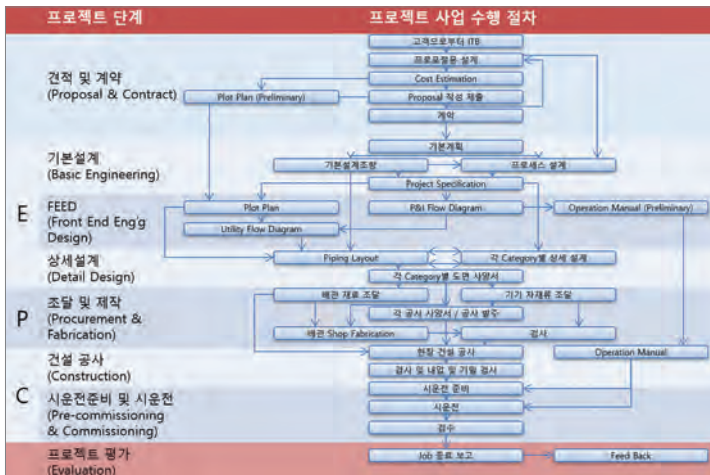 프로젝트 단계
프로젝트 사업 수행 절차
고객으로부터 ITB
프로포잘용 설계
견적 및 계약
(Proposal & Contract)
Cost Estimation
Plot Plan (Preliminary)
Proposal 작성 제출
계약
기본계획
기본설계
(Basic Engineering)
기본설계조항
프로세스 설계
Project Specification
E
FEED
(Front End Eng'g
Design)
Plot Plan
P&I Flow Diagram
Operation Manual (Preliminary)
Utility Flow Diagram
상세설계
(Detail Design)
Piping Layout
각 Category별 상세 설계
각 Category별 도면 사양서
P
조달 및 제작
(Procurement &
Fabrication)
배관 재료 조달
기기 자재류 조달
각 공사 사양서 / 공사 발주
배관 Shop Fabrication
검사
건설 공사
(Construction)
현장 건설 공사
Operation Manual
검사 및 내압 및 기밀 검사
C
시운전준비 및 시운전
(Pre-commissioning
& Commissioning)
시운전 준비
시운전
검수
프로젝트 평가
(Evaluation)
Job 종료 보고
Feed Back